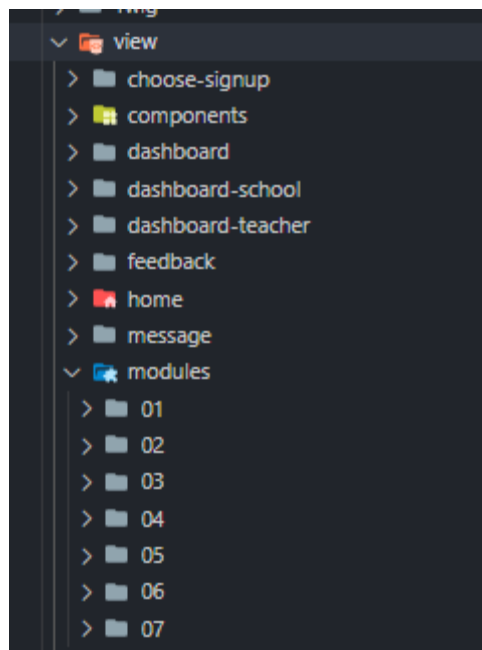 view
choose-signup
components
dashboard
dashboard-school
dashboard-teacher
feedback
home
message
modules
01
02
03
04
05
06
07